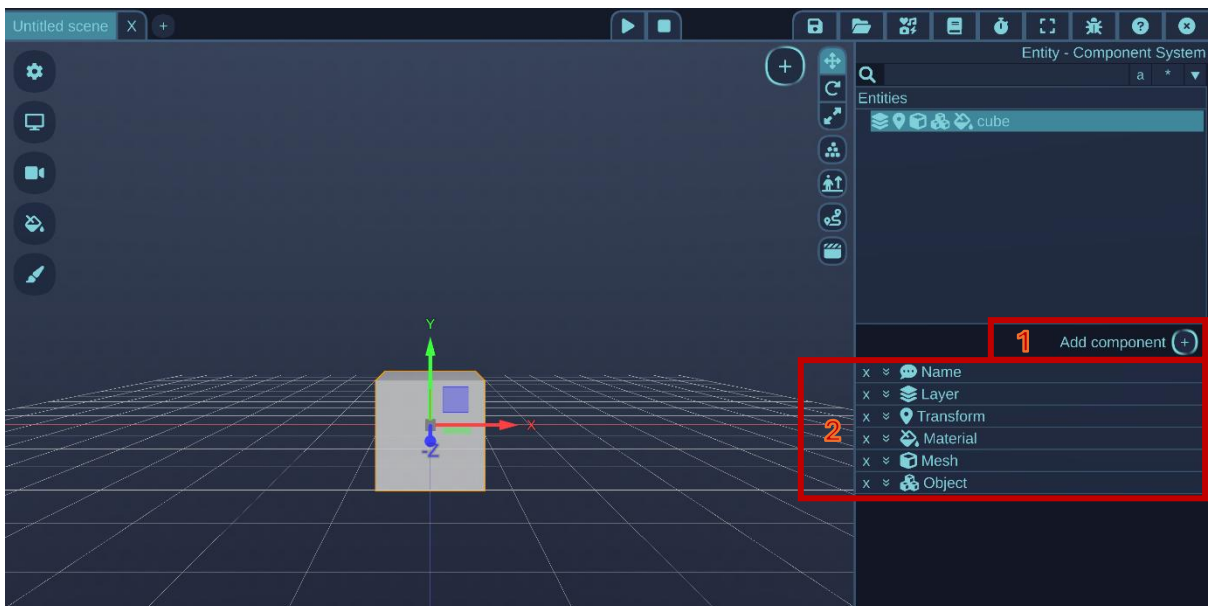 Untitled scene X +
Entity - Component System
a * ▼
Entities
cube
1 Add component +
x Name
x Layer
x Transform
2
x Material
x Mesh
x Object
Y
X
-Z